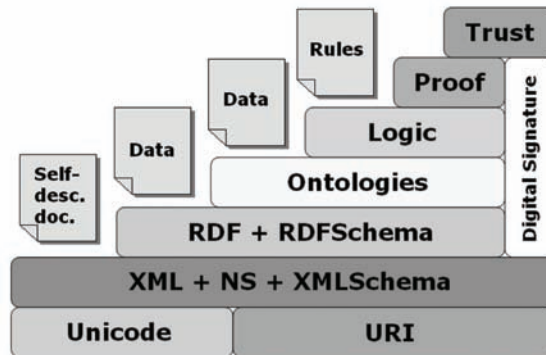 Trust
Rules
Proof
Data
Logic
Data
Digital Signature
Self-
desc.
doc.
Ontologies
RDF + RDFSchema
XML + NS + XMLSchema
Unicode
URI